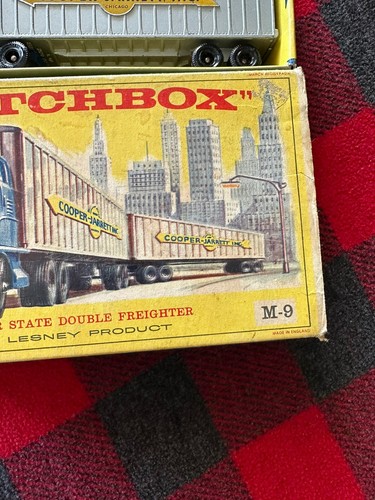 CHICAGO
TCHBOX"
COOPER-JARRETT INC
COOPER-JARRETT INC.
STATE DOUBLE FREIGHTER
LESNEY PRODUCT
M-9
MADE IN ENGLAND